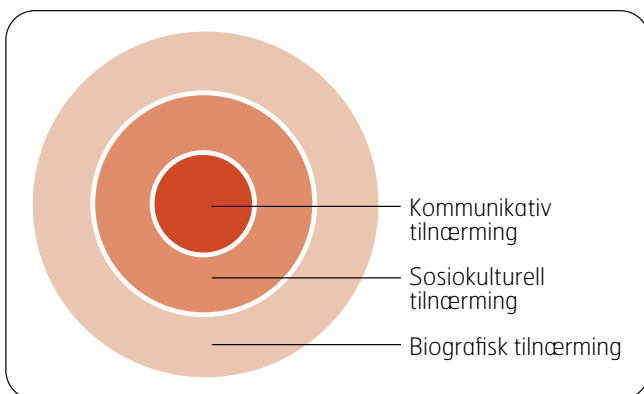 Kommunikativ
tilnærming
Sosiokulturell
tilnærming
Biografisk tilnærming